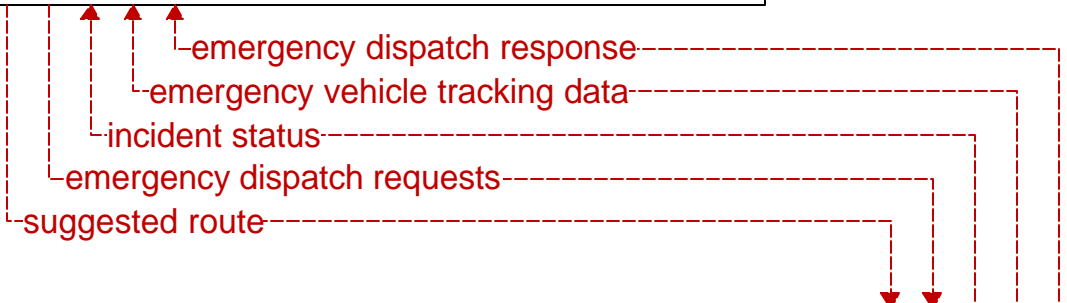 emergency dispatch response
emergency vehicle tracking data
incident status
emergency dispatch requests
suggested route